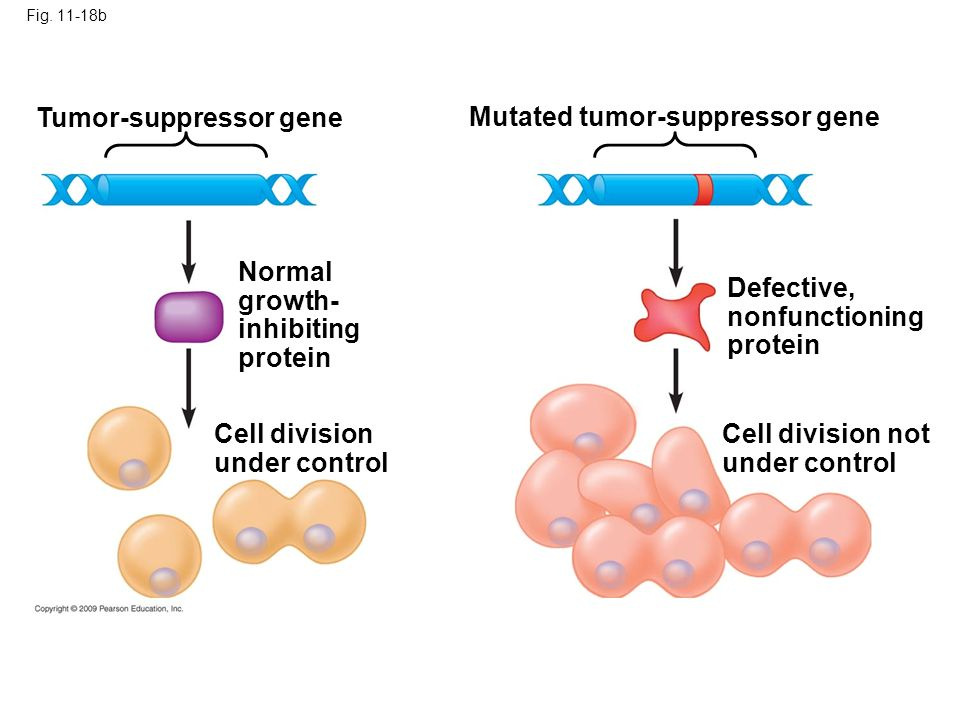 Fig. 11-18b
Tumor-suppressor gene
Mutated tumor-suppressor gene
Normal
growth-
inhibiting
protein
Defective,
nonfunctioning
protein
Cell division
under control
Cell division not
under control
Copyright © 2009 Pearson Education, Inc.